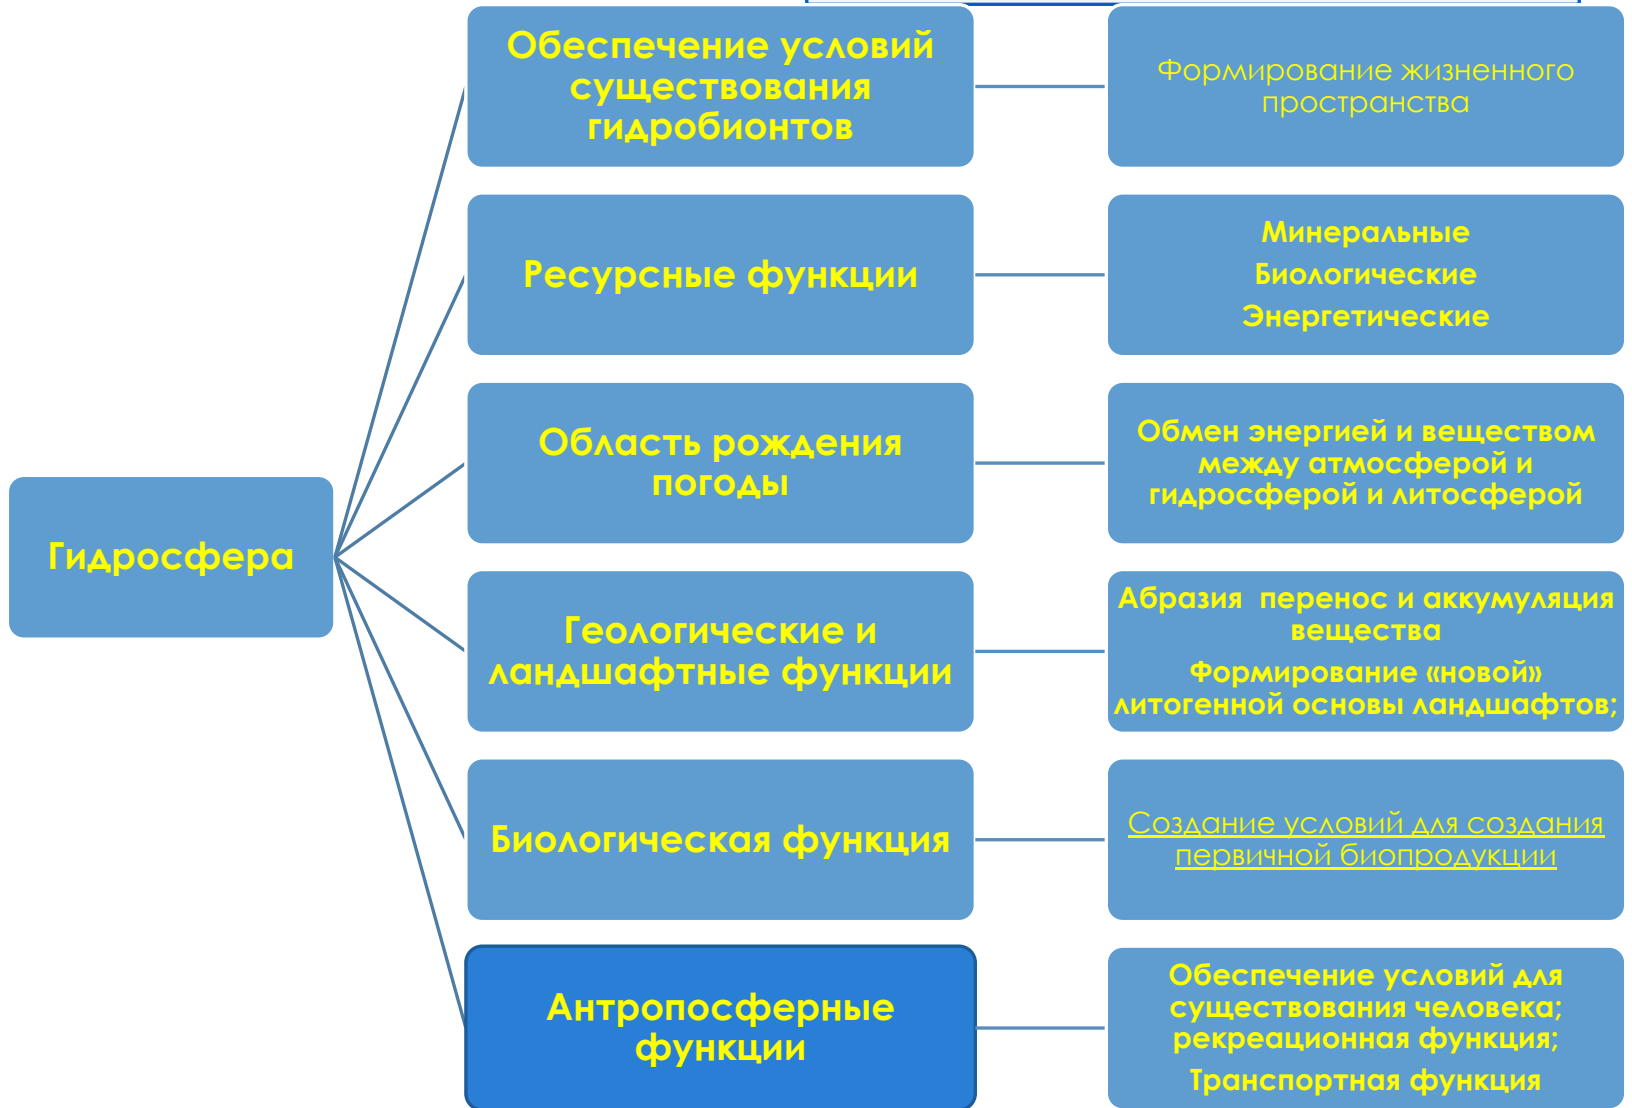 Обеспечение условий
существования
гидробионтов
Формирование жизненного
пространства
Ресурсные функции
Минеральные
Биологические
Энергетические
Область рождения
погоды
Обмен энергией и веществом
между атмосферой и
гидросферой и литосферой
Гидросфера
Геологические и
ландшафтные функции
Абразия  перенос и аккумуляция
вещества
Формирование «новой»
литогенной основы ландшафтов;
Биологическая функция
Создание условий для создания
первичной биопродукции
Антропосферные
функции
Обеспечение условий для
существования человека;
рекреационная функция;
Транспортная функция